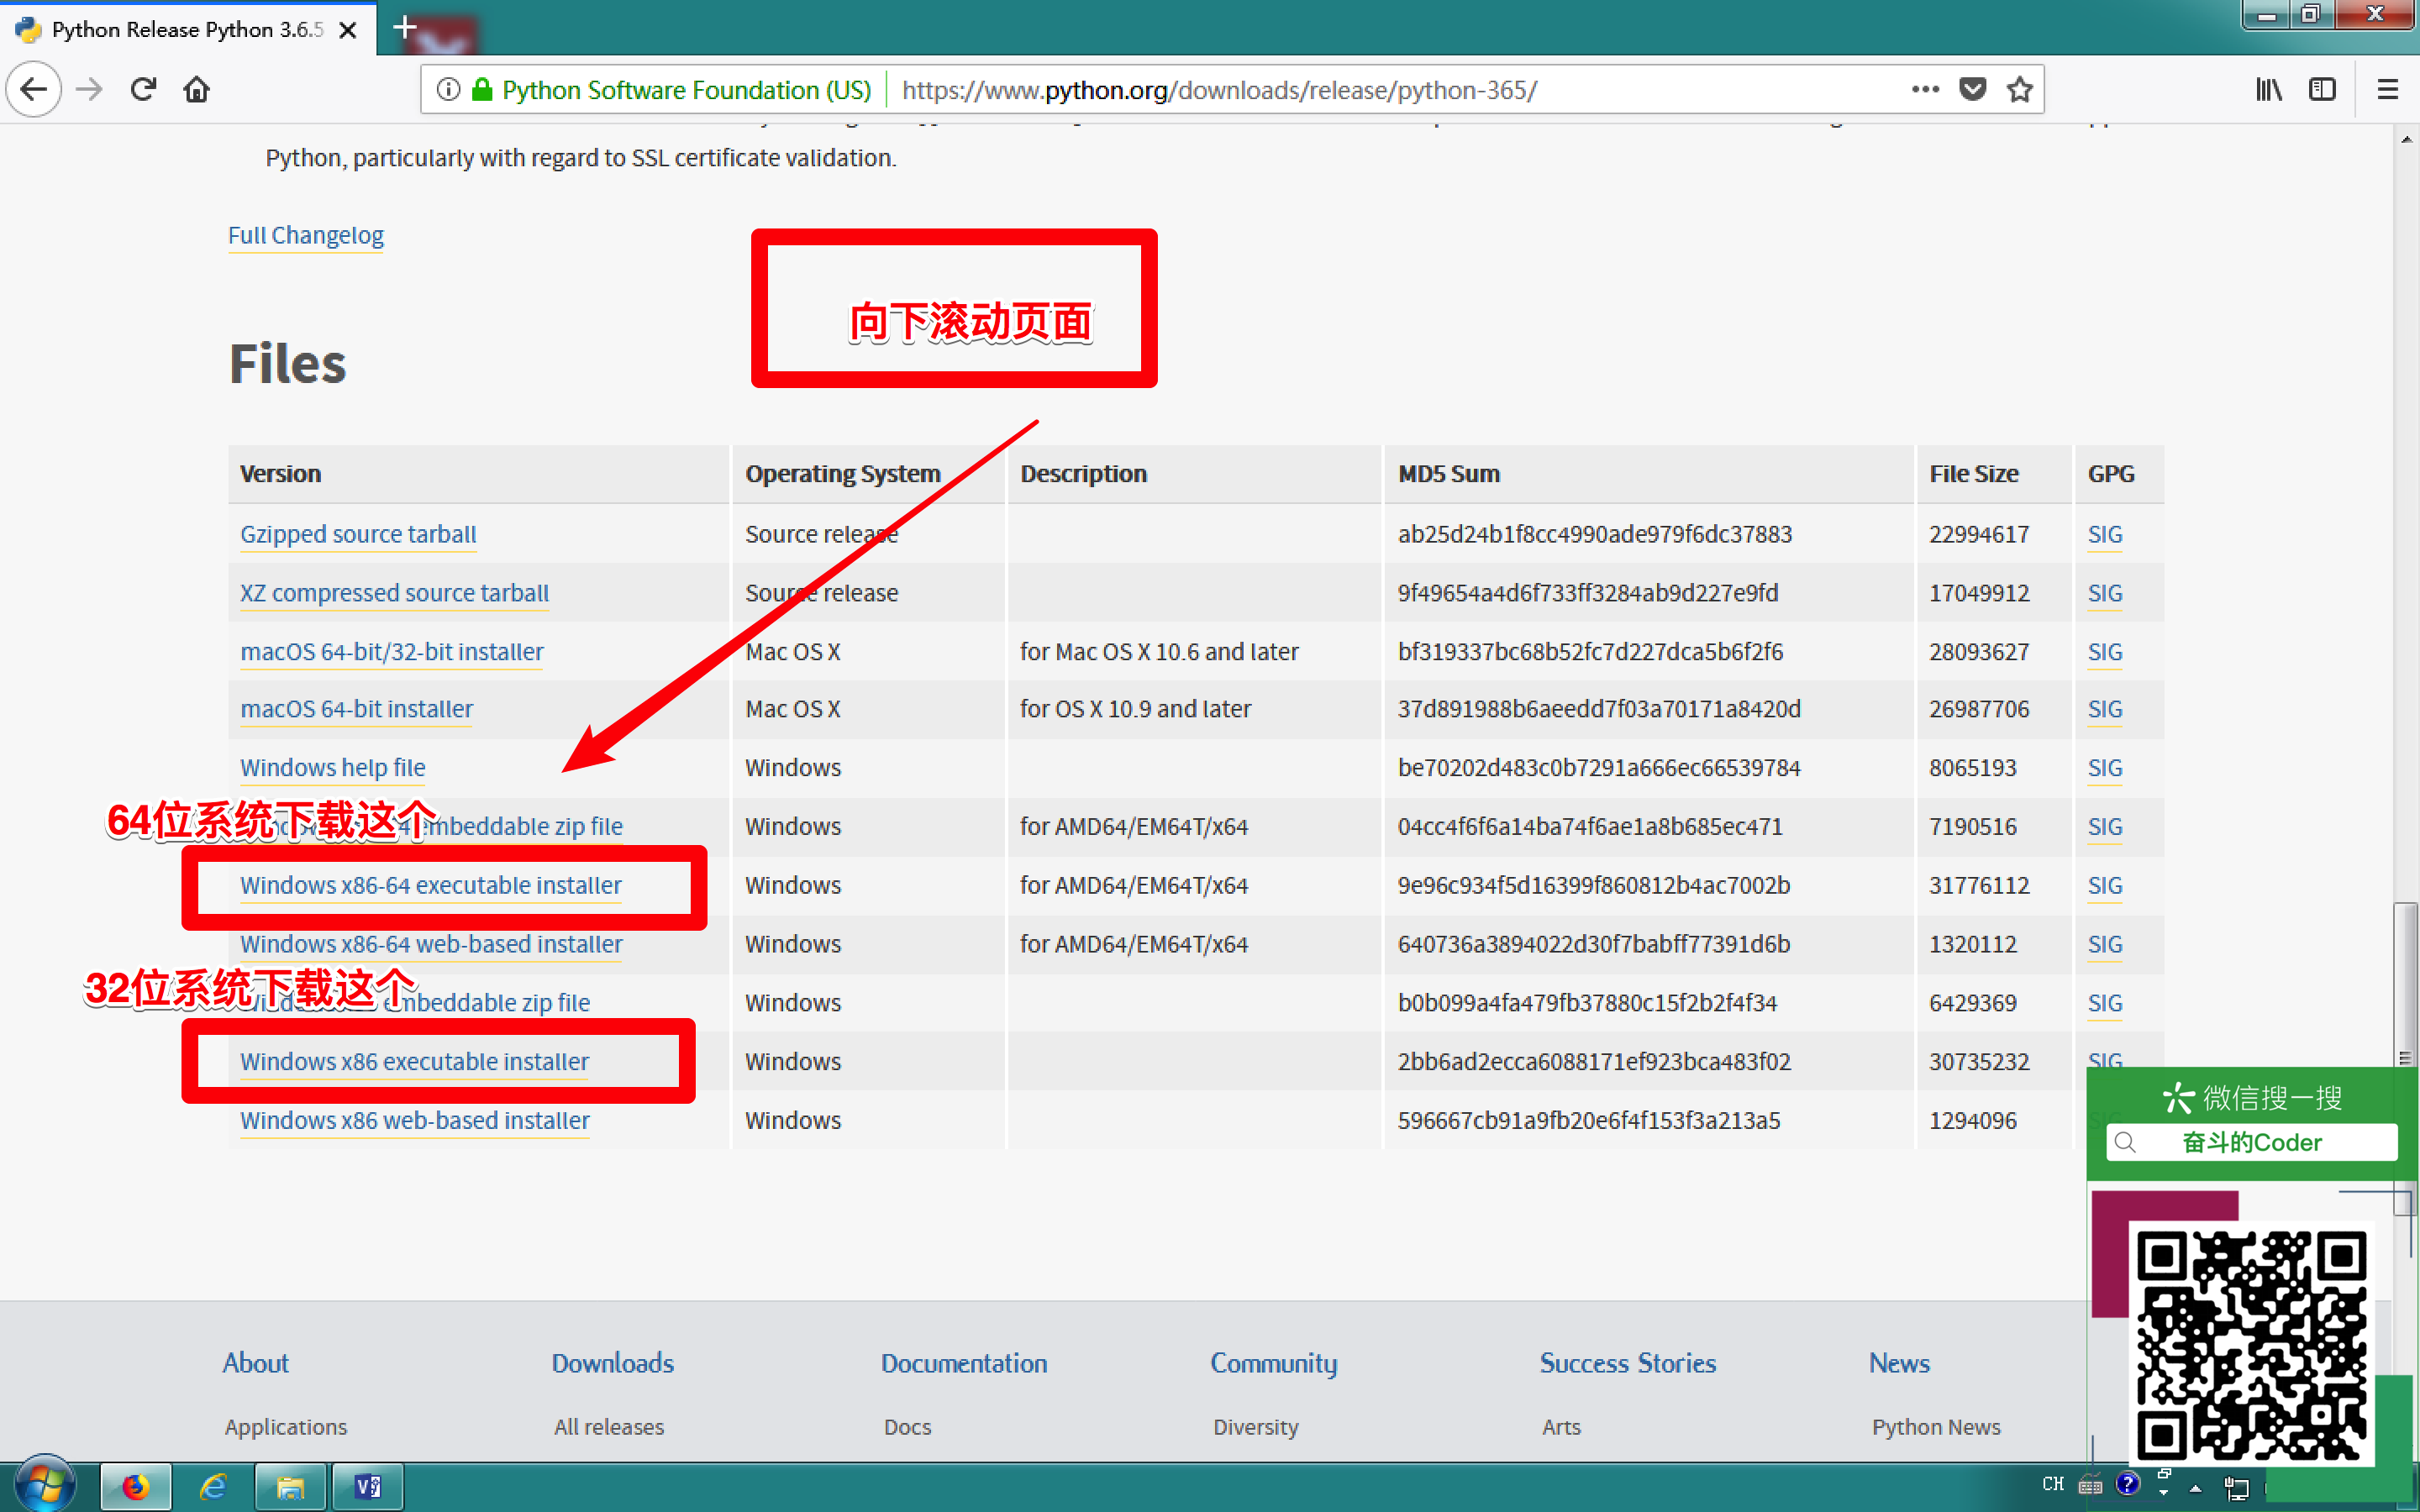 Python Release Python 3.6.5
Python Software Foundation (US)
https://www.python.org/downloads/release/python-365/
Python, particularly with regard to SSL certificate validation.
Full Changelog
向下滚动页面
Files
Version Operating System Description MD5 Sum File Size GPG
Gzipped source tarball Source release ab25d24b1f8cc4990ade979f6dc37883 22994617 SIG
XZ compressed source tarball Source release 9f49654a4d6f733ff3284ab9d227e9fd 17049912 SIG
macOS 64-bit/32-bit installer Mac OS X for Mac OS X 10.6 and later bf319337bc68b52fc7d227dca5b6f2f6 28093627 SIG
macOS 64-bit installer Mac OS X for OS X 10.9 and later 37d891988b6aeedd7f03a70171a8420d 26987706 SIG
Windows help file Windows be70202d483c0b7291a666ec66539784 8065193 SIG
64位系统下载这个
embeddable zip file Windows for AMD64/EM64T/x64 04cc4f6f6a14ba74f6ae1a8b685ec471 7190516 SIG
Windows x86-64 executable installer Windows for AMD64/EM64T/x64 9e96c934f5d16399f860812b4ac7002b 31776112 SIG
Windows x86-64 web-based installer Windows for AMD64/EM64T/x64 640736a3894022d30f7babff77391d6b 1320112 SIG
32位系统下载这个
embeddable zip file Windows b0b099a4fa479fb37880c15f2b2f4f34 6429369 SIG
Windows x86 executable installer Windows 2bb6ad2ecca6088171ef923bca483f02 30735232 SIG
Windows x86 web-based installer Windows 596667cb91a9fb20e6f4f153f3a213a5 1294096
微信搜一搜
奋斗的Coder
About Downloads Documentation Community Success Stories News
Applications All releases Docs Diversity Arts Python News
CH